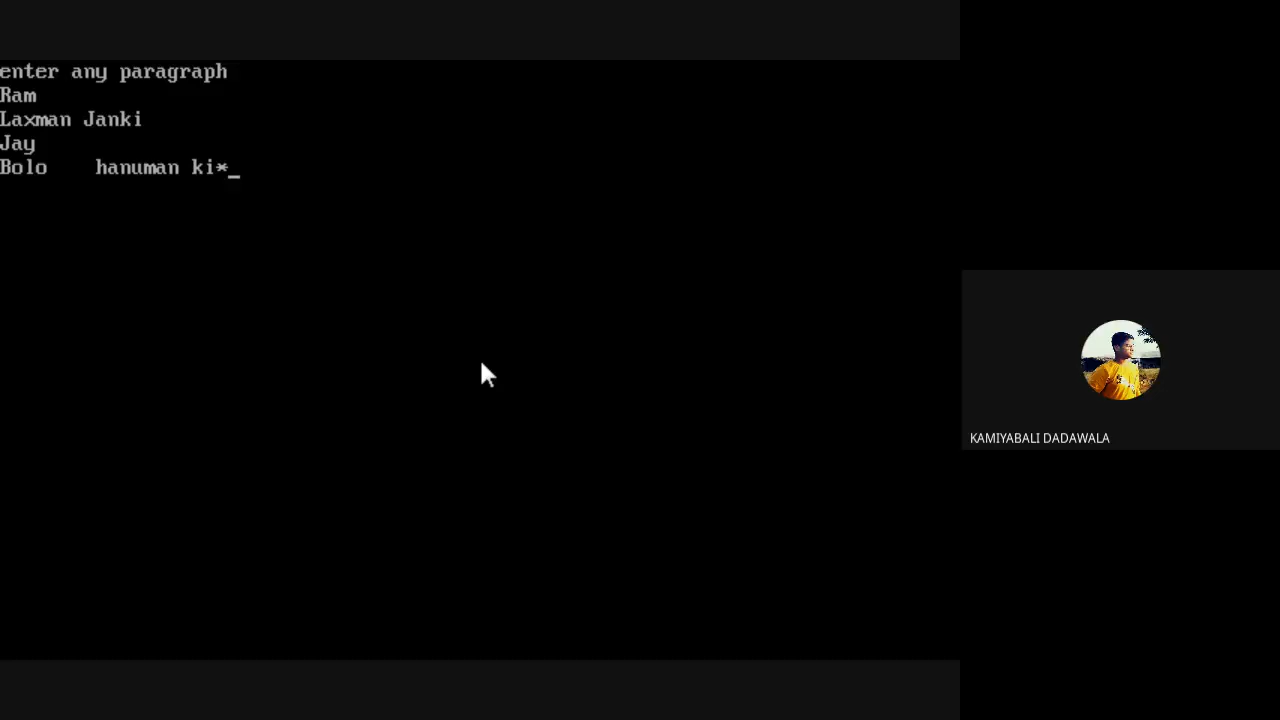 enter any paragraph
Ram
Laxman Janki
Jay
Bolo    hanuman ki*_
KAMIYABALI DADAWALA